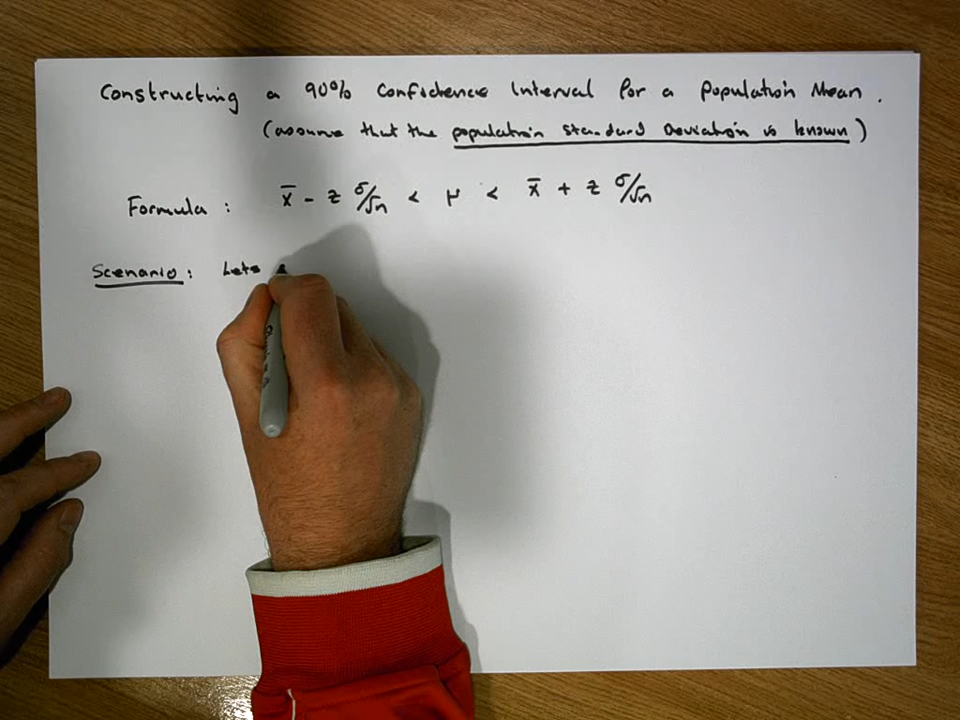 Constructing a 90% Confidence Interval for a Population Mean.
(assume that the population standard deviation is known)
Formula: x̄ - z σ/√n < μ < x̄ + z σ/√n
Scenario: Lets